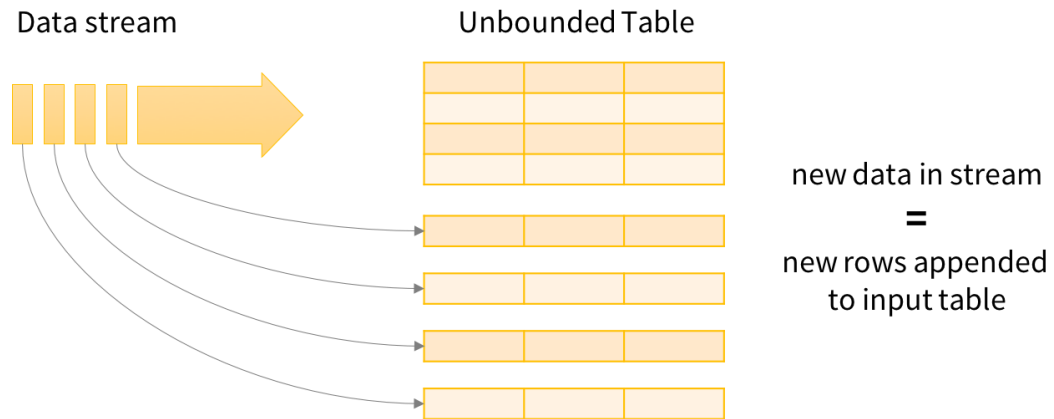 Data stream
Unbounded Table
new data in stream
=
new rows appended
to input table